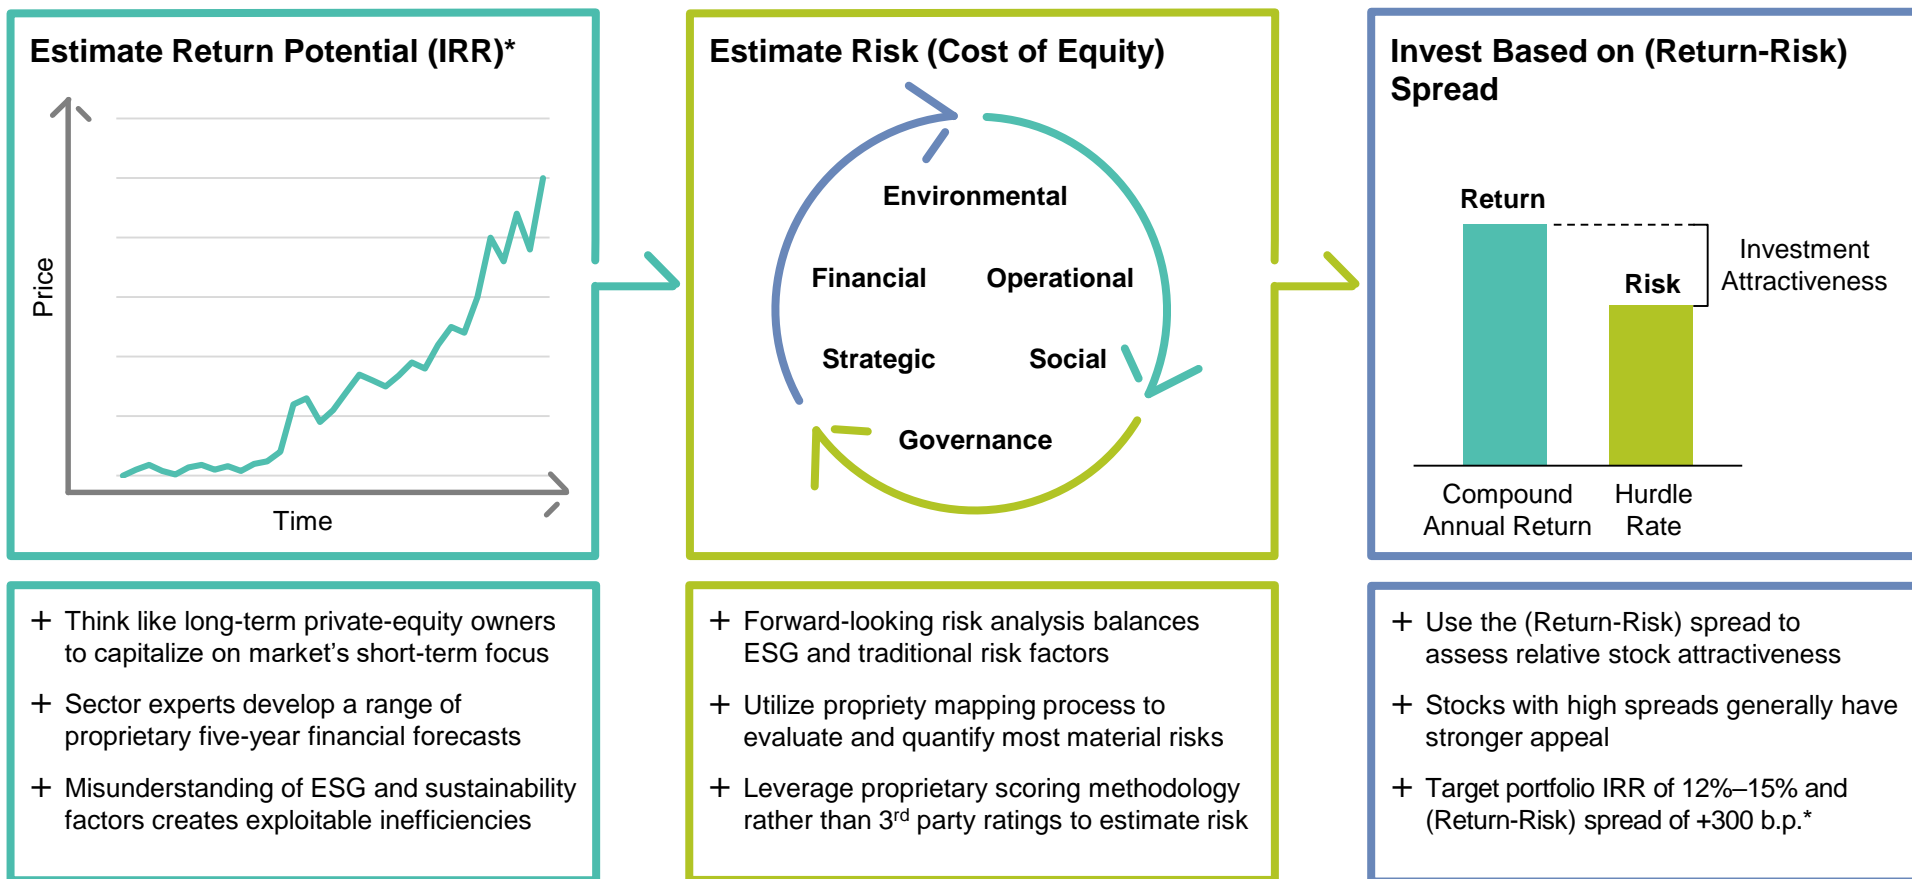 Estimate Return Potential (IRR)*
Price
Time
+ Think like long-term private-equity owners
to capitalize on market's short-term focus
+ Sector experts develop a range of
proprietary five-year financial forecasts
+ Misunderstanding of ESG and sustainability
factors creates exploitable inefficiencies
Estimate Risk (Cost of Equity)
Environmental
Financial
Operational
Strategic
Social
Governance
+ Forward-looking risk analysis balances
ESG and traditional risk factors
+ Utilize propriety mapping process to
evaluate and quantify most material risks
+ Leverage proprietary scoring methodology
rather than 3rd party ratings to estimate risk
Invest Based on (Return-Risk)
Spread
Return
Risk
Investment
Attractiveness
Compound
Annual Return
Hurdle
Rate
+ Use the (Return-Risk) spread to
assess relative stock attractiveness
+ Stocks with high spreads generally have
stronger appeal
+ Target portfolio IRR of 12%–15% and
(Return-Risk) spread of +300 b.p.*